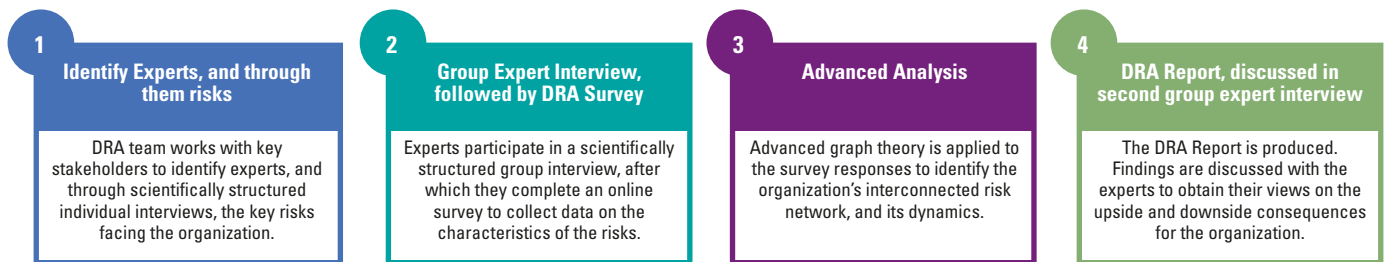 1
Identify Experts, and through
them risks
DRA team works with key
stakeholders to identify experts, and
through scientifically structured
individual interviews, the key risks
facing the organization.
2
Group Expert Interview,
followed by DRA Survey
Experts participate in a scientifically
structured group interview, after
which they complete an online
survey to collect data on the
characteristics of the risks.
3
Advanced Analysis
Advanced graph theory is applied to
the survey responses to identify the
organization's interconnected risk
network, and its dynamics.
4
DRA Report, discussed in
second group expert interview
The DRA Report is produced.
Findings are discussed with the
experts to obtain their views on the
upside and downside consequences
for the organization.